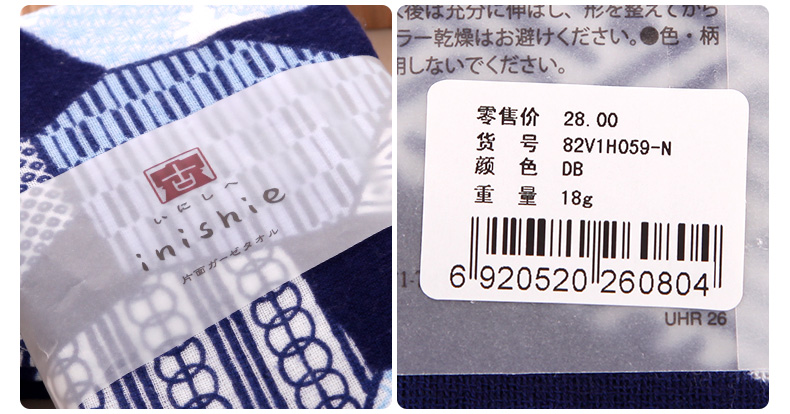 古
いにしへ
inishie
片面ガーゼタオル
後は充分に伸ばし、形を整えてから
ラー乾燥はお避けください。●色・柄
用しないでください。
零售价 28.00
货号 82V1H059-N
颜色 DB
重量 18g
6 920520 260804
UHR 26